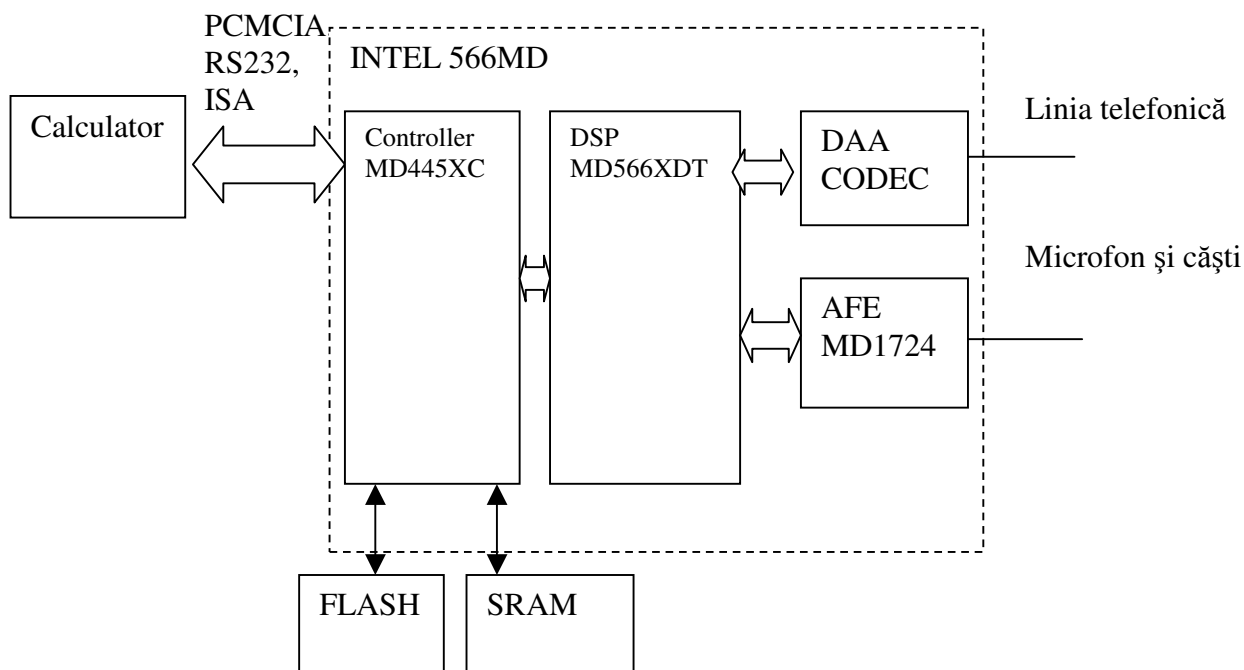 PCMCIA,
RS232,
ISA
INTEL 566MD
Calculator
Controller
MD445XC
DSP
MD566XDT
DAA
CODEC
Linia telefonică
Microfon şi căşti
AFE
MD1724
FLASH
SRAM